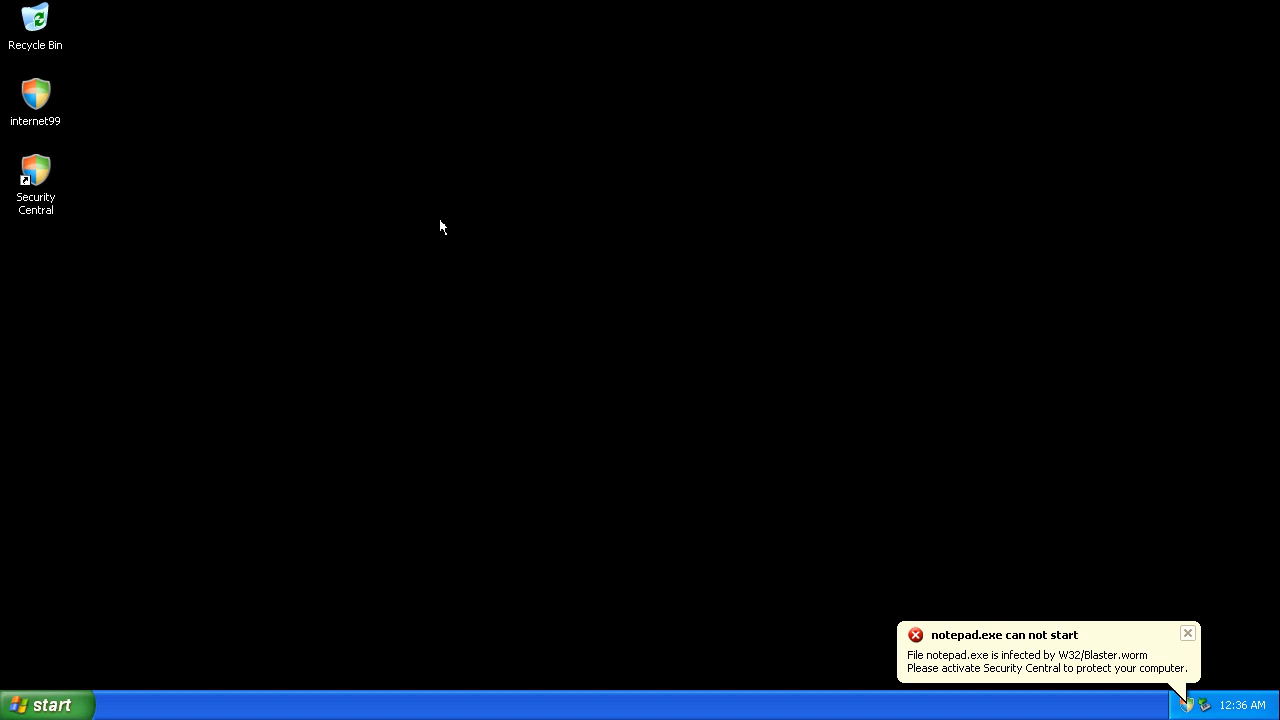 Recycle Bin
internet99
Security
Central
notepad.exe can not start
File notepad.exe is infected by W32/Blaster.worm
Please activate Security Central to protect your computer.
start
12:36 AM